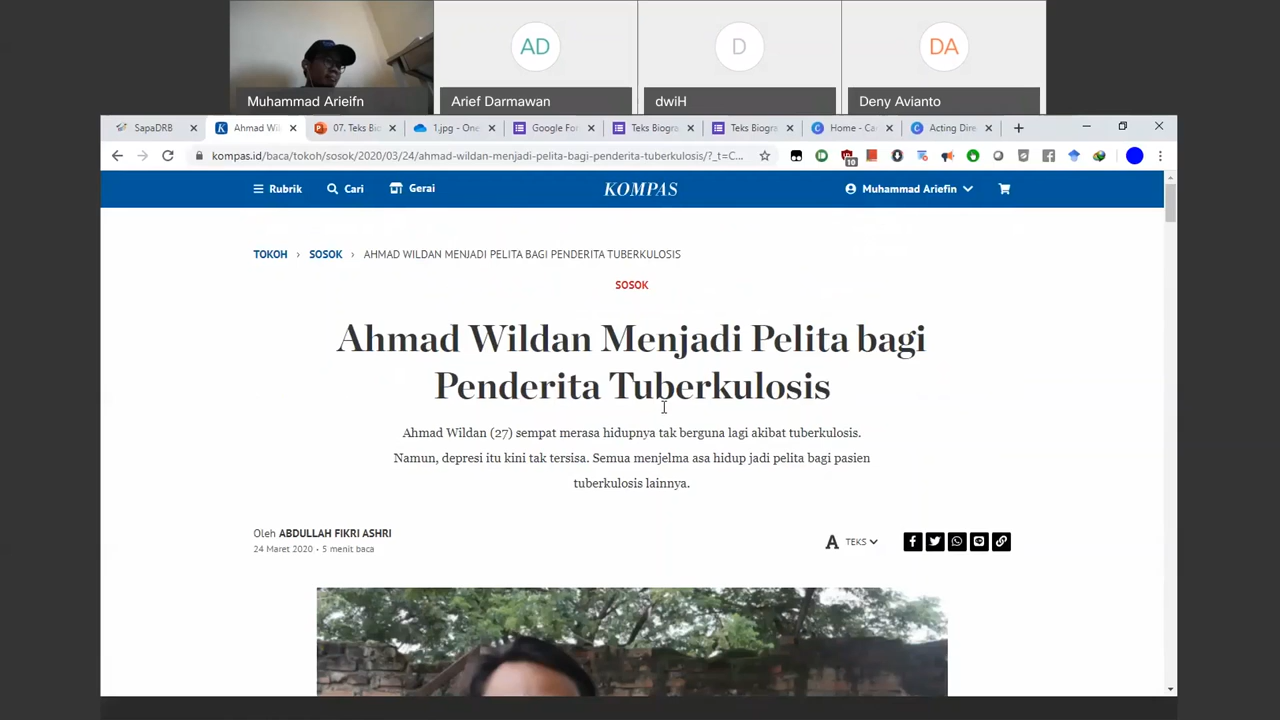 AD
D
DA
Muhammad Arieifn
Arief Darmawan
dwiH
Deny Avianto
SapaDRB
Ahmad Wil
07. Teks Bio
1.jpg - One
Google For
Teks Biogra
Teks Biogra
Home - Ca
Acting Dire
kompas.id/baca/tokoh/sosok/2020/03/24/ahmad-wildan-menjadi-pelita-bagi-penderita-tuberkulosis/?_t=C...
10
Rubrik
Cari
Gerai
KOMPAS
Muhammad Ariefin
TOKOH › SOSOK › AHMAD WILDAN MENJADI PELITA BAGI PENDERITA TUBERKULOSIS
SOSOK
Ahmad Wildan Menjadi Pelita bagi
Penderita Tuberkulosis
Ahmad Wildan (27) sempat merasa hidupnya tak berguna lagi akibat tuberkulosis.
Namun, depresi itu kini tak tersisa. Semua menjelma asa hidup jadi pelita bagi pasien
tuberkulosis lainnya.
Oleh ABDULLAH FIKRI ASHRI
24 Maret 2020 • 5 menit baca
A TEKS